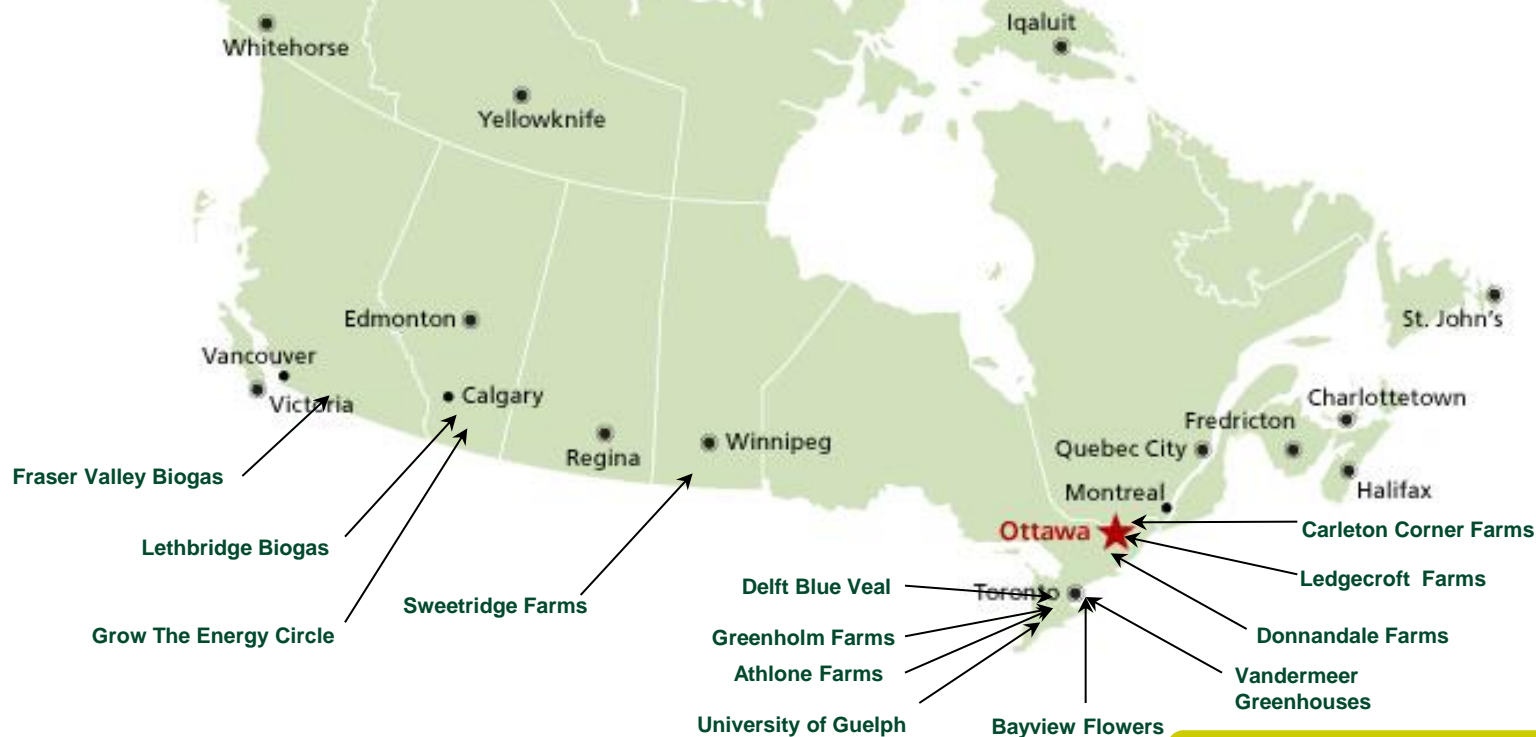 Iqaluit
Whitehorse
Yellowknife
St. John's
Edmonton
Vancouver
Calgary
Charlottetown
Victoria
Fredricton
Regina
Winnipeg
Quebec City
Fraser Valley Biogas
Montreal
Halifax
Ottawa
Carleton Corner Farms
Lethbridge Biogas
Ledgecroft Farms
Delft Blue Veal
Toronto
Sweetridge Farms
Grow The Energy Circle
Greenholm Farms
Donnandale Farms
Athlone Farms
Vandermeer
Greenhouses
University of Guelph
Bayview Flowers